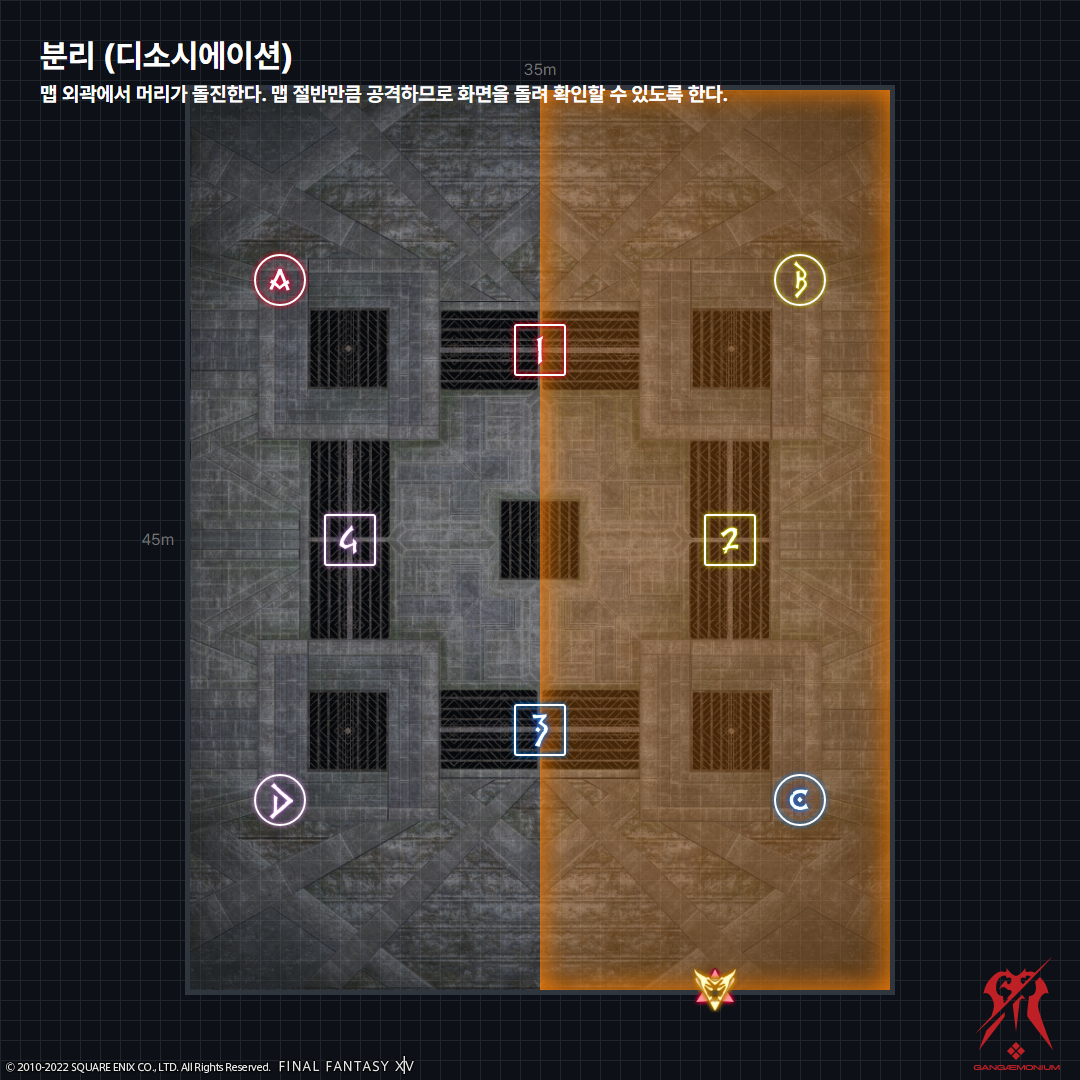 분리 (디소시에이션)
35m
맵 외곽에서 머리가 돌진한다. 맵 절반만큼 공격하므로 화면을 돌려 확인할 수 있도록 한다.
A
B
1
45m
4
2
3
D
C
GANGÆMONIUM
© 2010-2022 SQUARE ENIX CO., LTD. All Rights Reserved. FINAL FANTASY XIV